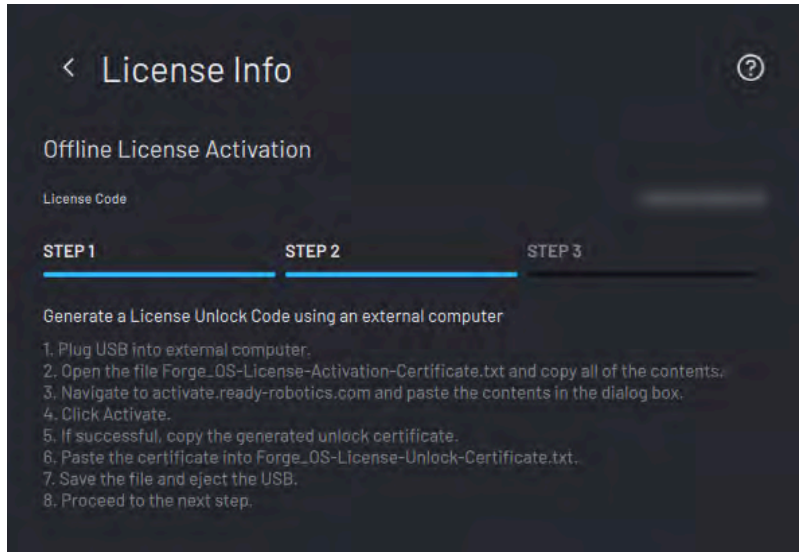 License Info
Offline License Activation
License Code
STEP 1 STEP 2 STEP 3
Generate a License Unlock Code using an external computer
1. Plug USB into external computer.
2. Open the file Forge_OS-License-Activation-Certificate.txt and copy all of the contents.
3. Navigate to activate.ready-robotics.com and paste the contents in the dialog box.
4. Click Activate.
5. If successful, copy the generated unlock certificate.
6. Paste the certificate into Forge_OS-License-Unlock-Certificate.txt.
7. Save the file and eject the USB.
8. Proceed to the next step.